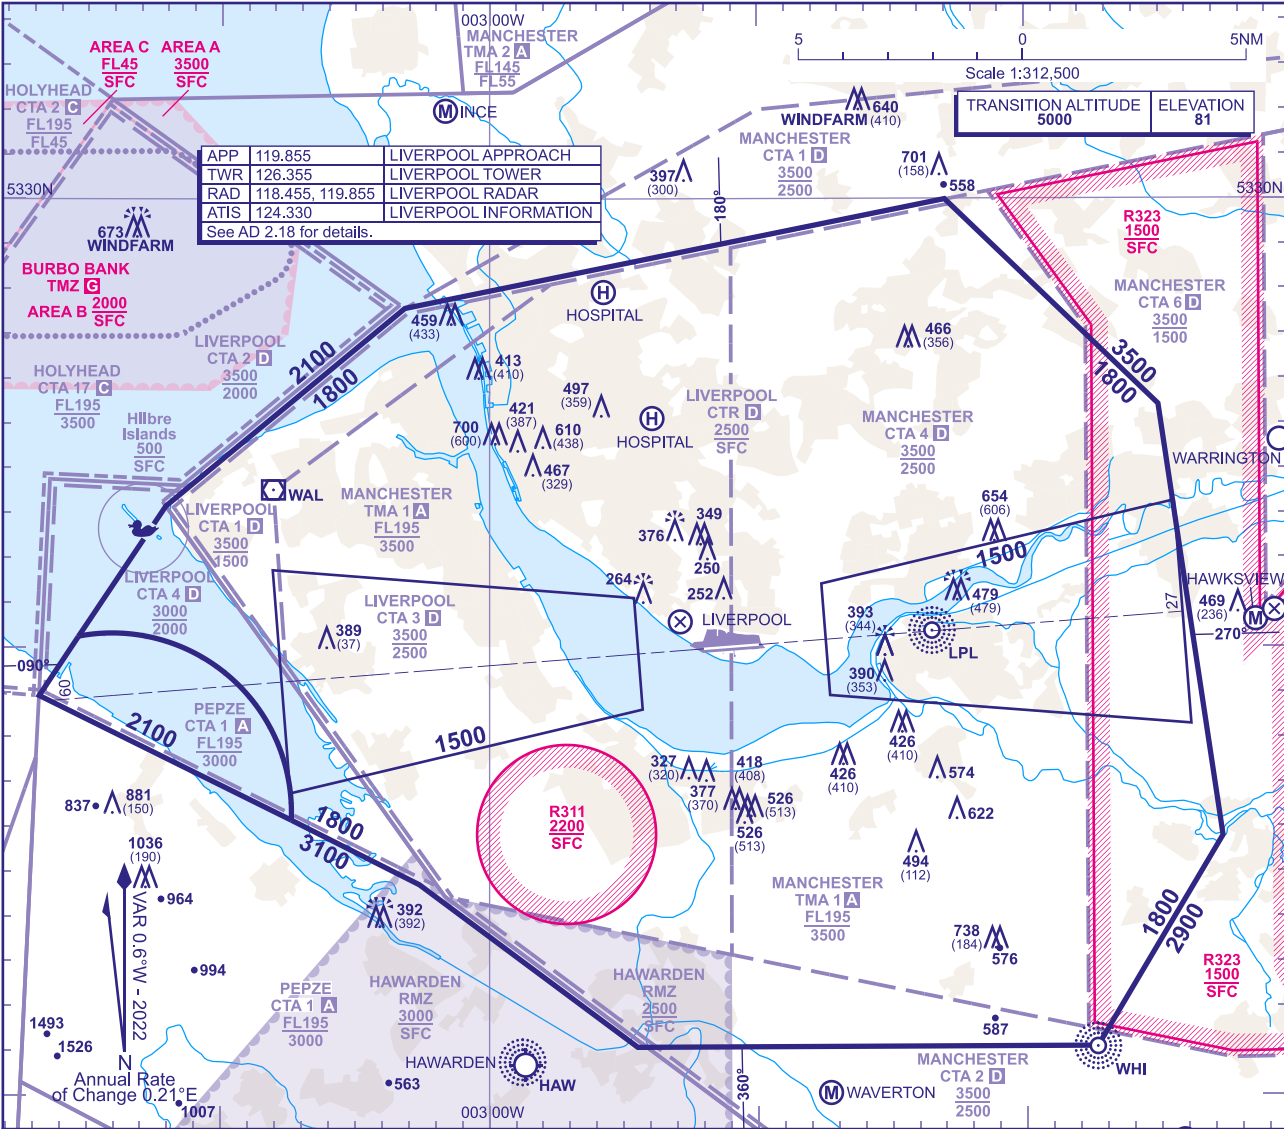 003 00W
MANCHESTER
TMA 2 A
FL145
FL55
5 0 5NM
Scale 1:312,500
AREA C
FL45
SFC
AREA A
3500
SFC
HOLYHEAD
CTA 2 C
FL195
FL45
M INCE
640
(410)
WINDFARM
TRANSITION ALTITUDE
5000
ELEVATION
81
MANCHESTER
CTA 1 D
3500
2500
APP 119.855 LIVERPOOL APPROACH
TWR 126.355 LIVERPOOL TOWER
RAD 118.455, 119.855 LIVERPOOL RADAR
ATIS 124.330 LIVERPOOL INFORMATION
See AD 2.18 for details.
397
(300)
701
(158)
558
5330N
5330N
180°
R323
1500
SFC
673
WINDFARM
BURBO BANK
TMZ G
AREA B 2000
SFC
MANCHESTER
CTA 6 D
3500
1500
H
HOSPITAL
459
(433)
466
(356)
LIVERPOOL
CTA 2 D
3500
2000
2100
1800
3500
1800
413
(410)
HOLYHEAD
CTA 17 C
FL195
3500
497
(359)
LIVERPOOL
CTR D
2500
SFC
421
(387)
700
(600)
610
(438)
H
HOSPITAL
MANCHESTER
CTA 4 D
3500
2500
HIlbre
Islands
500
SFC
467
(329)
WARRINGTON
WAL
MANCHESTER
TMA 1 A
FL195
3500
LIVERPOOL
CTA 1 D
3500
1500
654
(606)
349
376
250
1500
LIVERPOOL
CTA 4 D
3000
2000
264
252
479
(479)
HAWKSVIEW
469
(236)
M
LIVERPOOL
CTA 3 D
3500
2500
389
(37)
LIVERPOOL
393
(344)
27
270°
LPL
090°
09
390
(353)
PEPZE
CTA 1 A
FL195
3000
2100
1500
426
(410)
327
(320)
418
(408)
426
(410)
574
377
(370)
526
(513)
526
(513)
622
837
881
(150)
R311
2200
SFC
1800
3100
494
(112)
1036
(190)
964
MANCHESTER
TMA 1 A
FL195
3500
392
(392)
1800
2900
738
(184)
576
994
R323
1500
SFC
VAR 0.6°W - 2022
PEPZE
CTA 1 A
FL195
3000
HAWARDEN
RMZ
3000
SFC
HAWARDEN
RMZ
2500
SFC
1493
1526
587
N
Annual Rate
of Change 0.21°E
HAWARDEN
HAW
563
360°
WHI
MANCHESTER
CTA 2 D
3500
2500
M WAVERTON
1007
003 00W